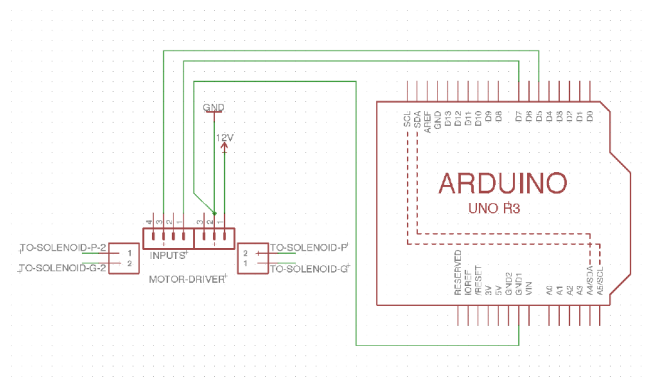 GND
12V
4
3
2
1
3
2
1
INPUTS
MOTOR-DRIVER
TO-SOLENOID-P-2
TO-SOLENOID-G-2
1
2
2
1
TO-SOLENOID-P
TO-SOLENOID-G
SCL
SDA
AREF
GND
D13
D12
D11
D10
D9
D8
D7
D6
D5
D4
D3
D2
D1
D0
ARDUINO
UNO R3
RESERVED
IOREF
/RESET
3V
5V
GND2
GND1
VIN
A0
A1
A2
A3
A4/SDA
A5/SCL